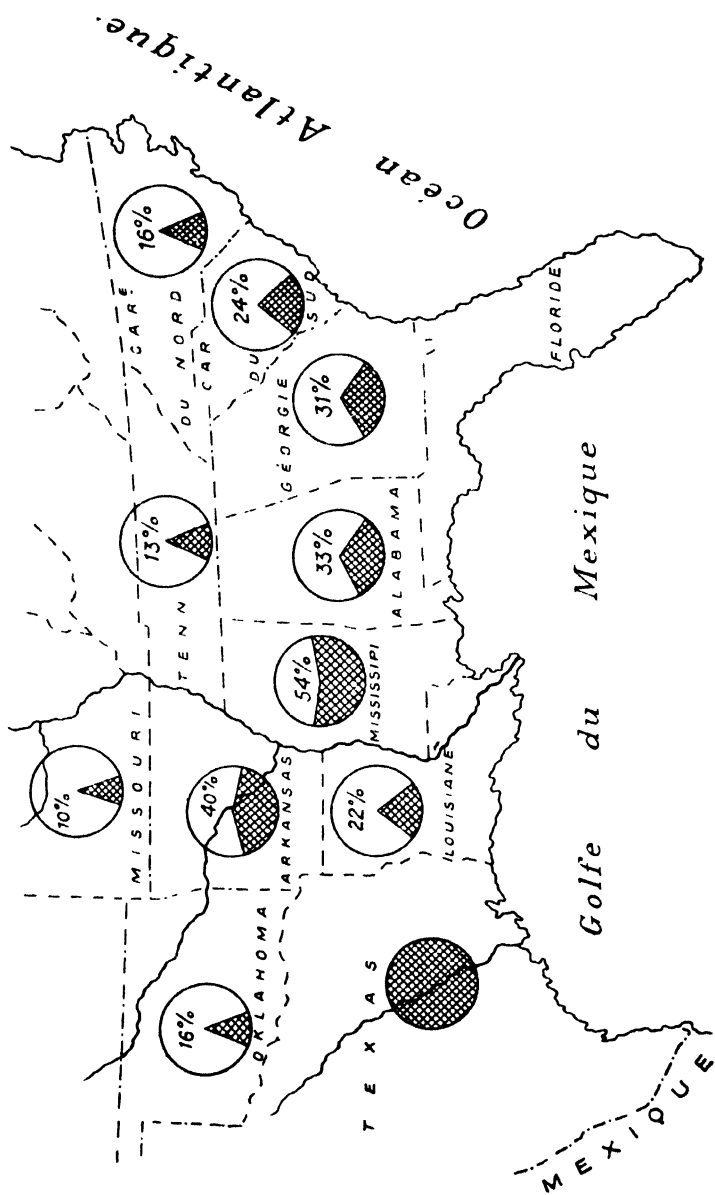 Océan Atlantique
16%
CAR.
DU NORD
24%
CAR
DU SUD
31%
GÉORGIE
FLORIDE
13%
TENN
33%
ALABAMA
54%
MISSISSIPI
10%
MISSOURI
40%
ARKANSAS
22%
LOUISIANE
16%
OKLAHOMA
TEXAS
Golfe du Mexique
MEXIQUE